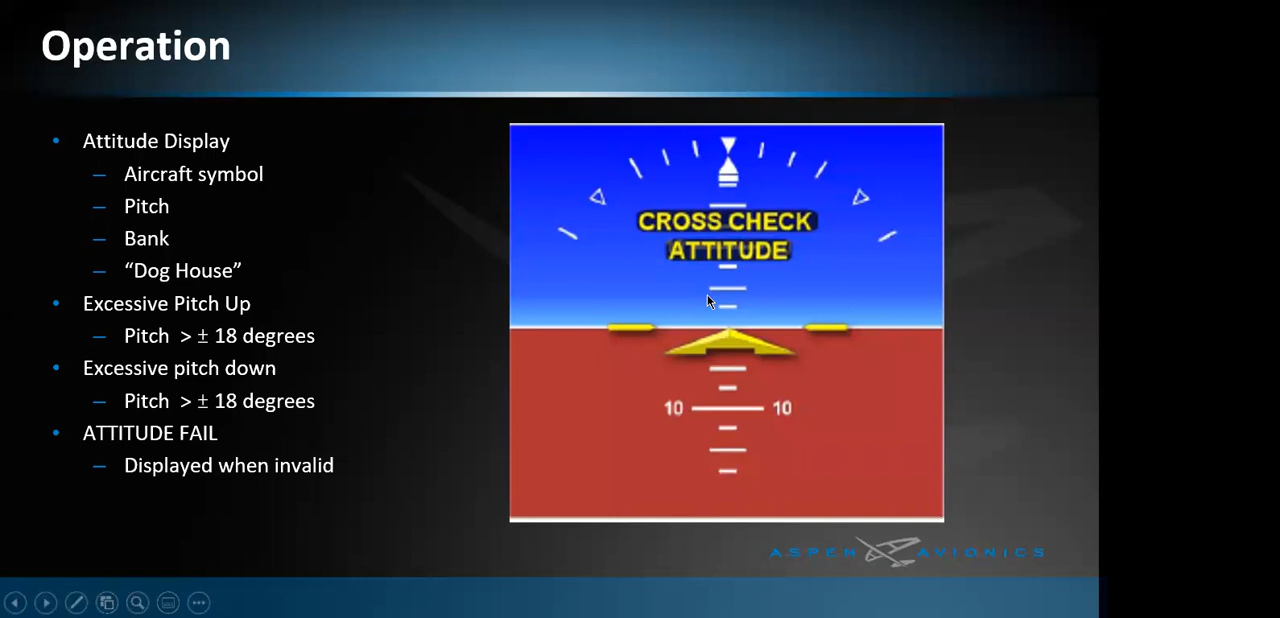 Operation
• Attitude Display
– Aircraft symbol
– Pitch
– Bank
– “Dog House”
• Excessive Pitch Up
– Pitch > ± 18 degrees
• Excessive pitch down
– Pitch > ± 18 degrees
• ATTITUDE FAIL
– Displayed when invalid
CROSS CHECK
ATTITUDE
10 10
ASPEN AVIONICS